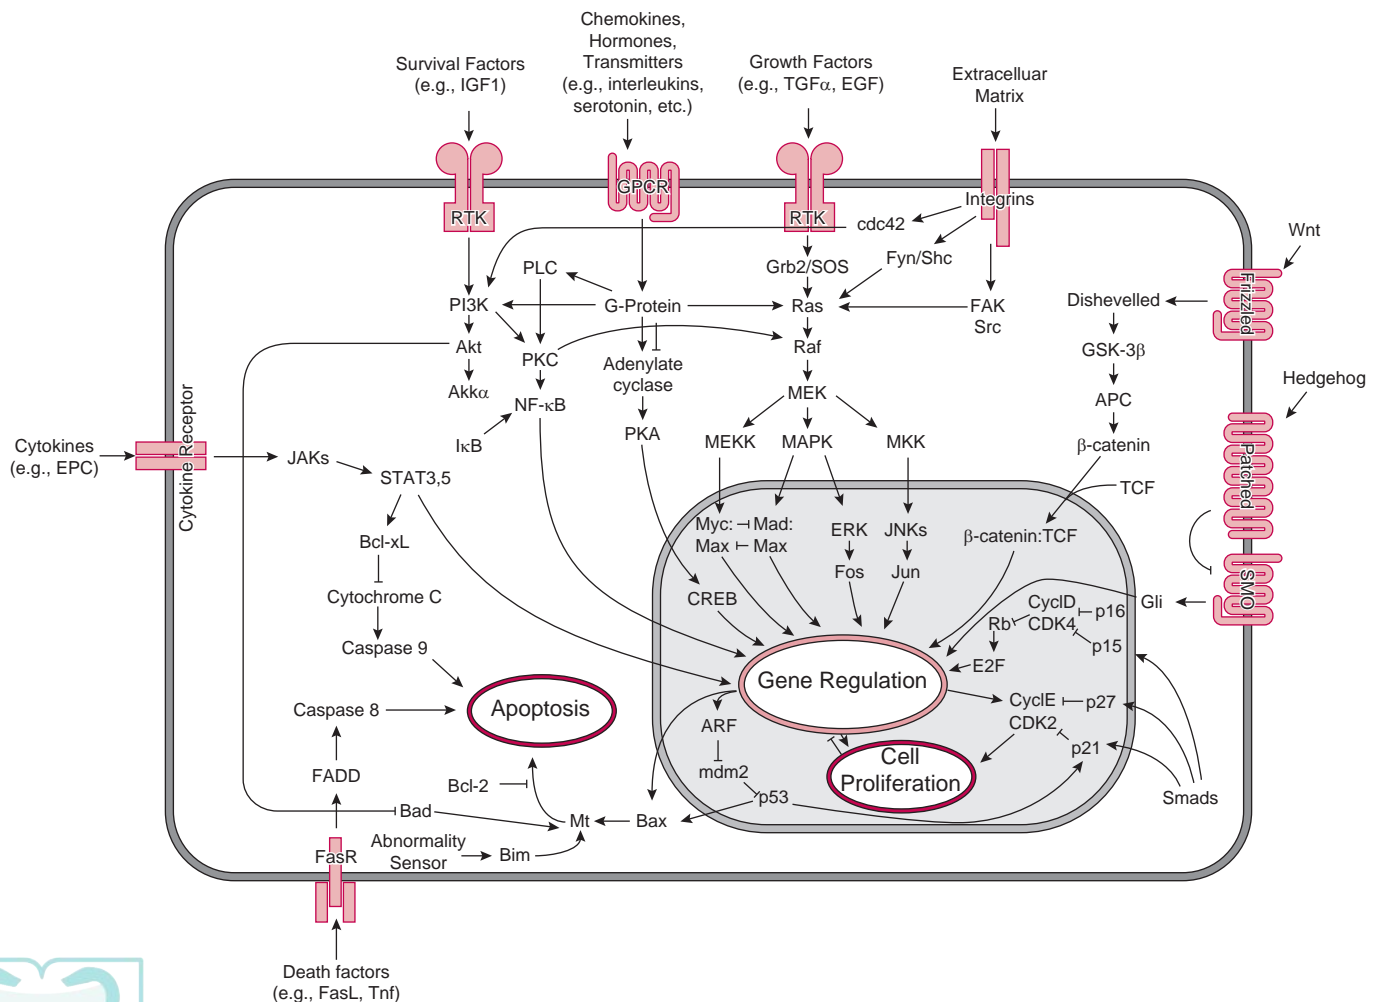 Chemokines,
Hormones,
Transmitters
(e.g., interleukins,
serotonin, etc.)
Survival Factors
(e.g., IGF1)
Growth Factors
(e.g., TGFα, EGF)
Extracelluar
Matrix
RTK
GPCR
RTK
Integrins
cdc42
Fyn/Shc
Wnt
Frizzled
PLC
Grb2/SOS
PI3K
G-Protein
Ras
FAK
Src
Dishevelled
Akt
PKC
Adenylate
cyclase
Raf
GSK-3β
Akkα
MEK
APC
Hedgehog
NF-κB
IκB
PKA
MEKK
MAPK
MKK
β-catenin
Patched
Cytokines
(e.g., EPC)
Cytokine Receptor
JAKs
STAT3,5
TCF
Myc:
Mad:
Max
Max
ERK
JNKs
β-catenin:TCF
Bcl-xL
Fos
Jun
SMO
Cytochrome C
CREB
Gli
CyclD
CDK4
p16
Rb
p15
Caspase 9
E2F
Gene Regulation
Caspase 8
Apoptosis
ARF
CyclE
CDK2
p27
p21
FADD
mdm2
Cell
Proliferation
Bcl-2
p53
Smads
Bad
Mt
Bax
Abnormality
Sensor
Bim
FasR
Death factors
(e.g., FasL, Tnf)